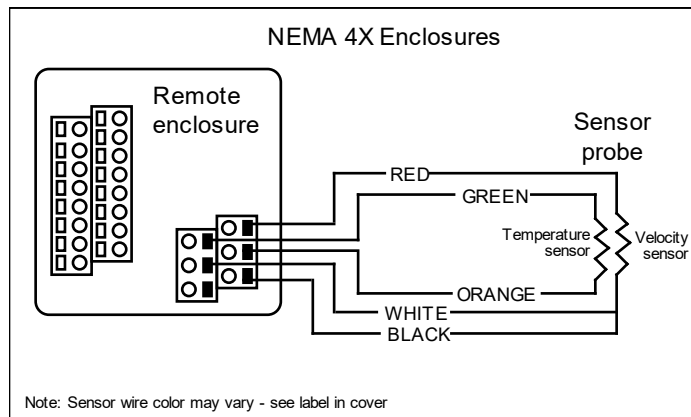 NEMA 4X Enclosures
Remote
enclosure
Sensor
probe
RED
GREEN
Temperature
sensor
Velocity
sensor
ORANGE
WHITE
BLACK
Note: Sensor wire color may vary - see label in cover